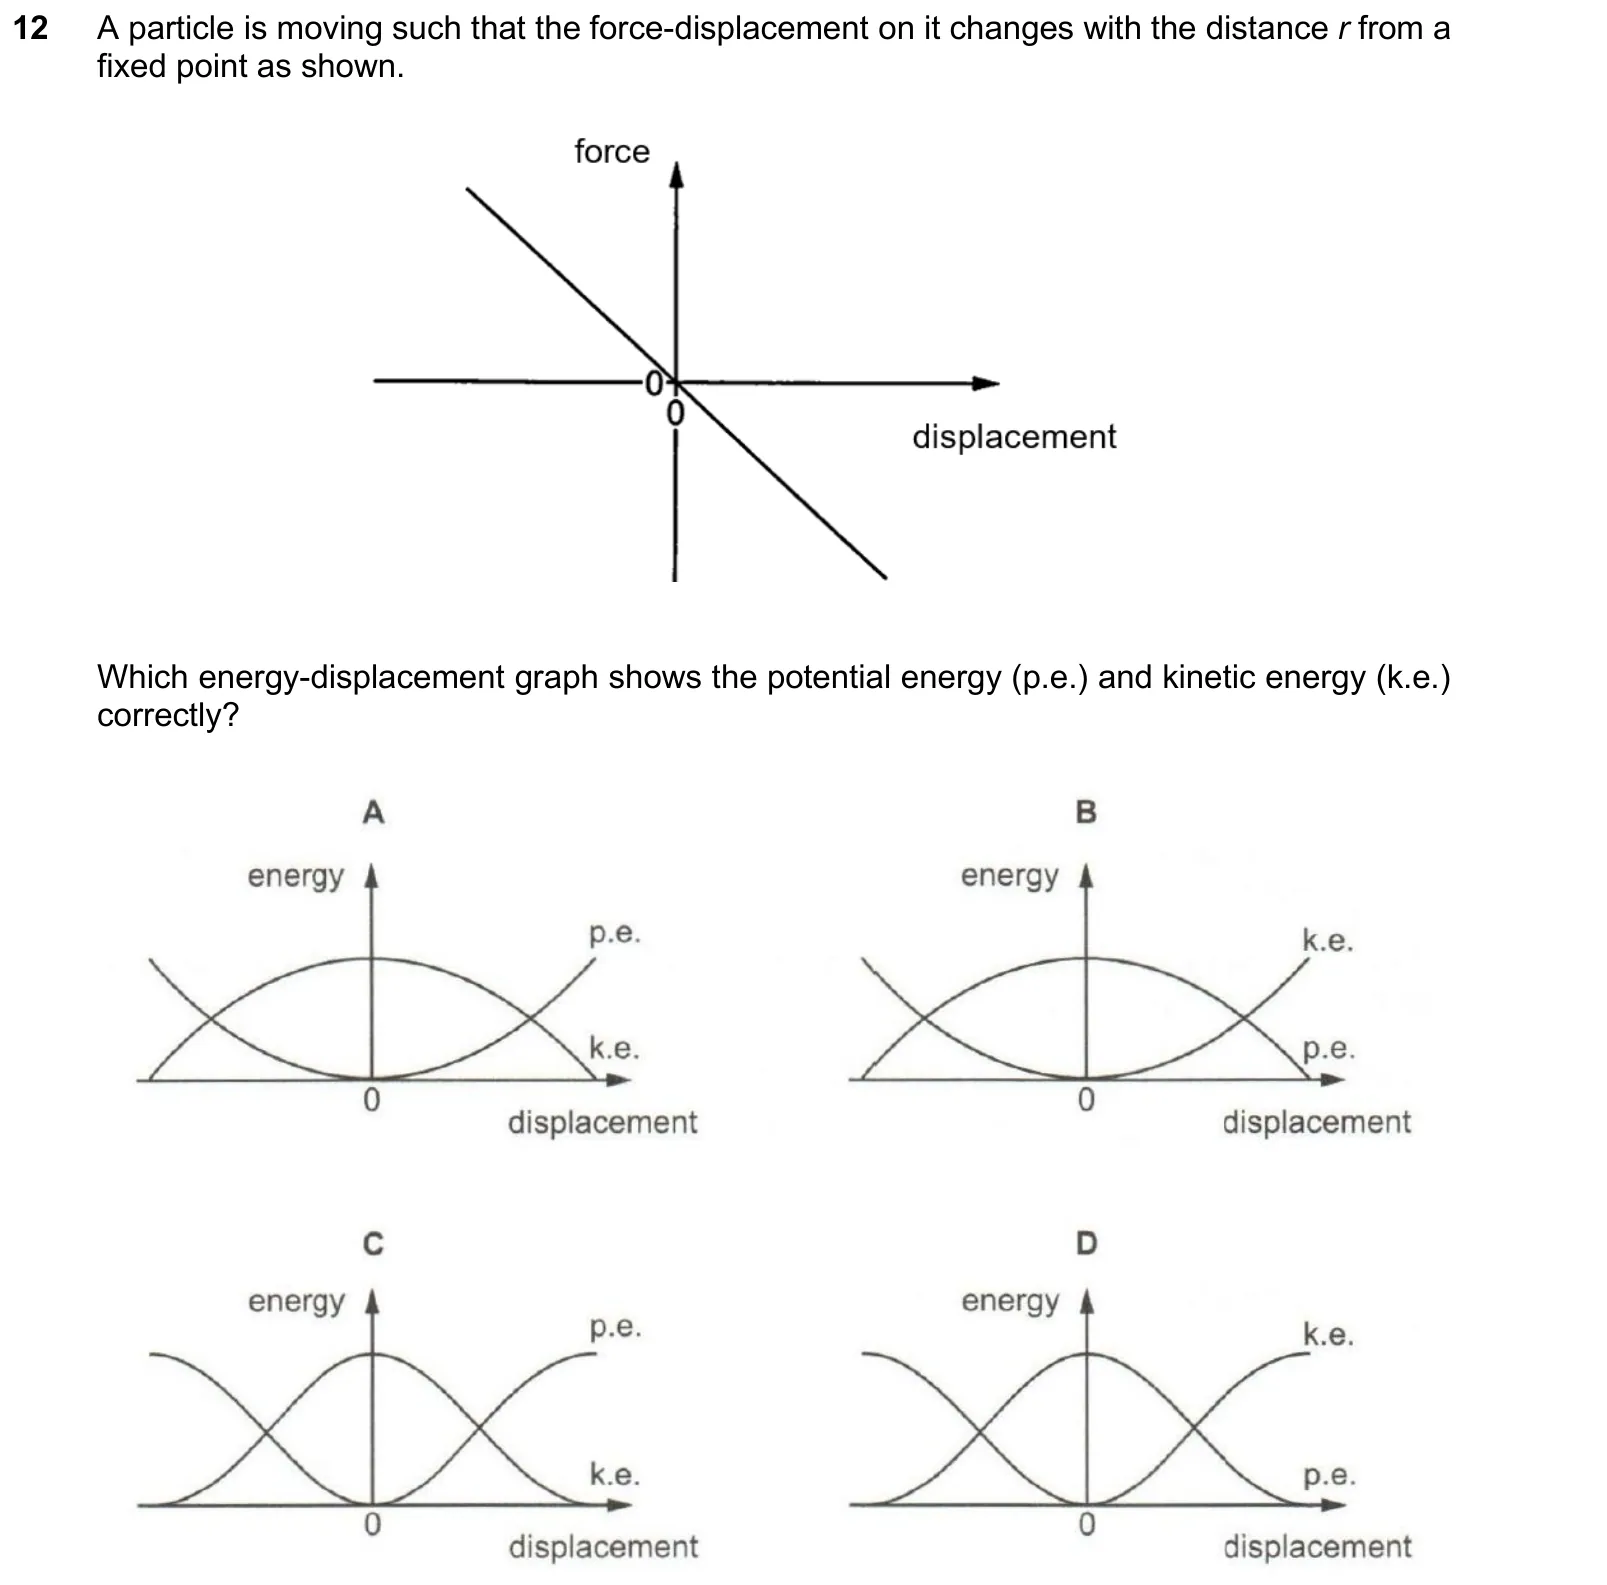 12 A particle is moving such that the force-displacement on it changes with the distance r from a
fixed point as shown.
force
0
0
displacement
Which energy-displacement graph shows the potential energy (p.e.) and kinetic energy (k.e.)
correctly?
A
energy
p.e.
k.e.
0
displacement
B
energy
k.e.
p.e.
0
displacement
C
energy
p.e.
k.e.
0
displacement
D
energy
k.e.
p.e.
0
displacement